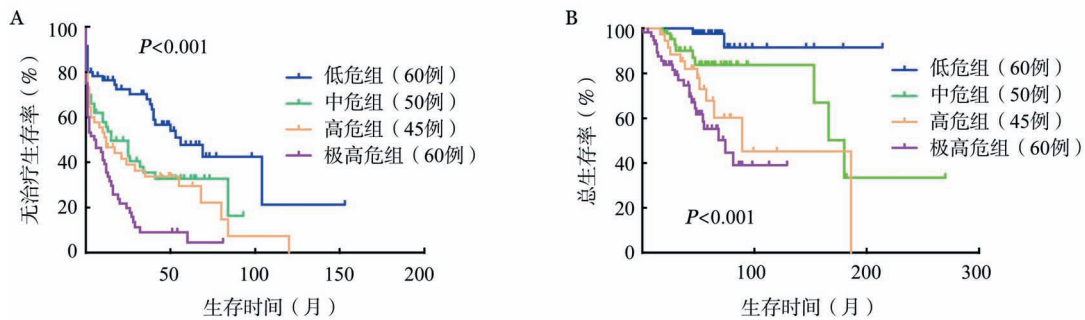 A
P<0.001
无治疗生存率（%）
100
80
60
40
20
0
50
100
150
200
生存时间（月）
低危组（60例）
中危组（50例）
高危组（45例）
极高危组（60例）
B
总生存率（%）
100
80
60
40
20
0
100
200
300
生存时间（月）
P<0.001
低危组（60例）
中危组（50例）
高危组（45例）
极高危组（60例）